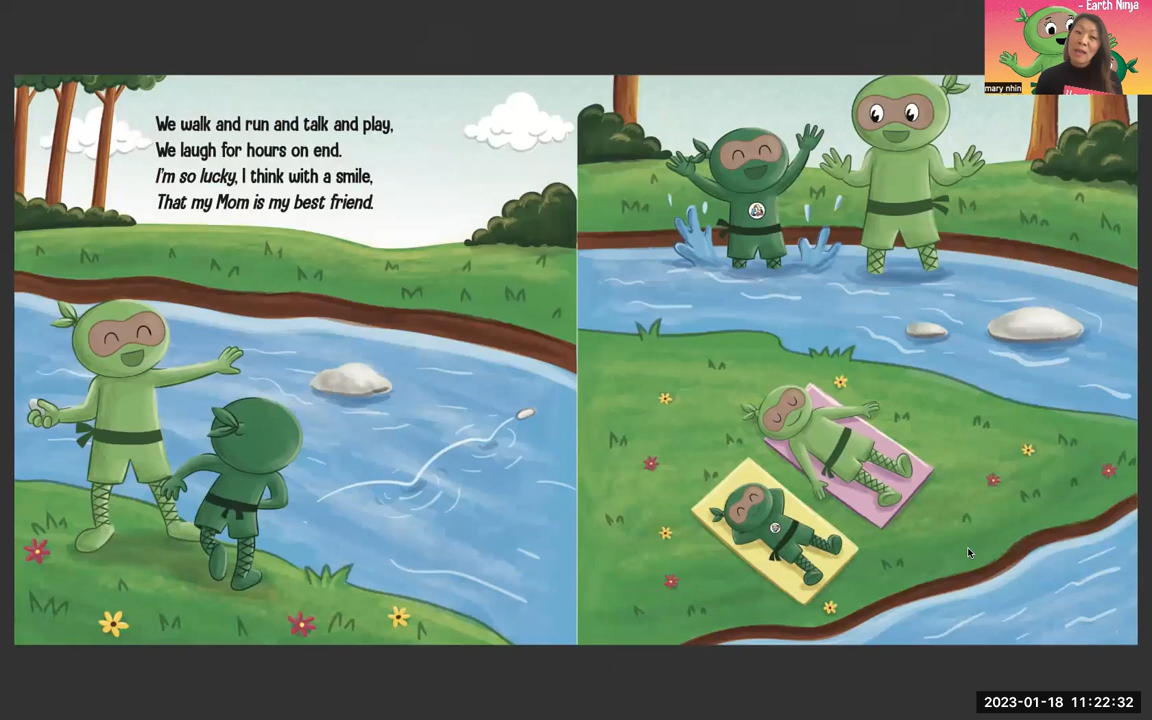 We walk and run and talk and play,
We laugh for hours on end.
I'm so lucky, I think with a smile,
That my Mom is my best friend.
- Earth Ninja
mary nhin
2023-01-18 11:22:32